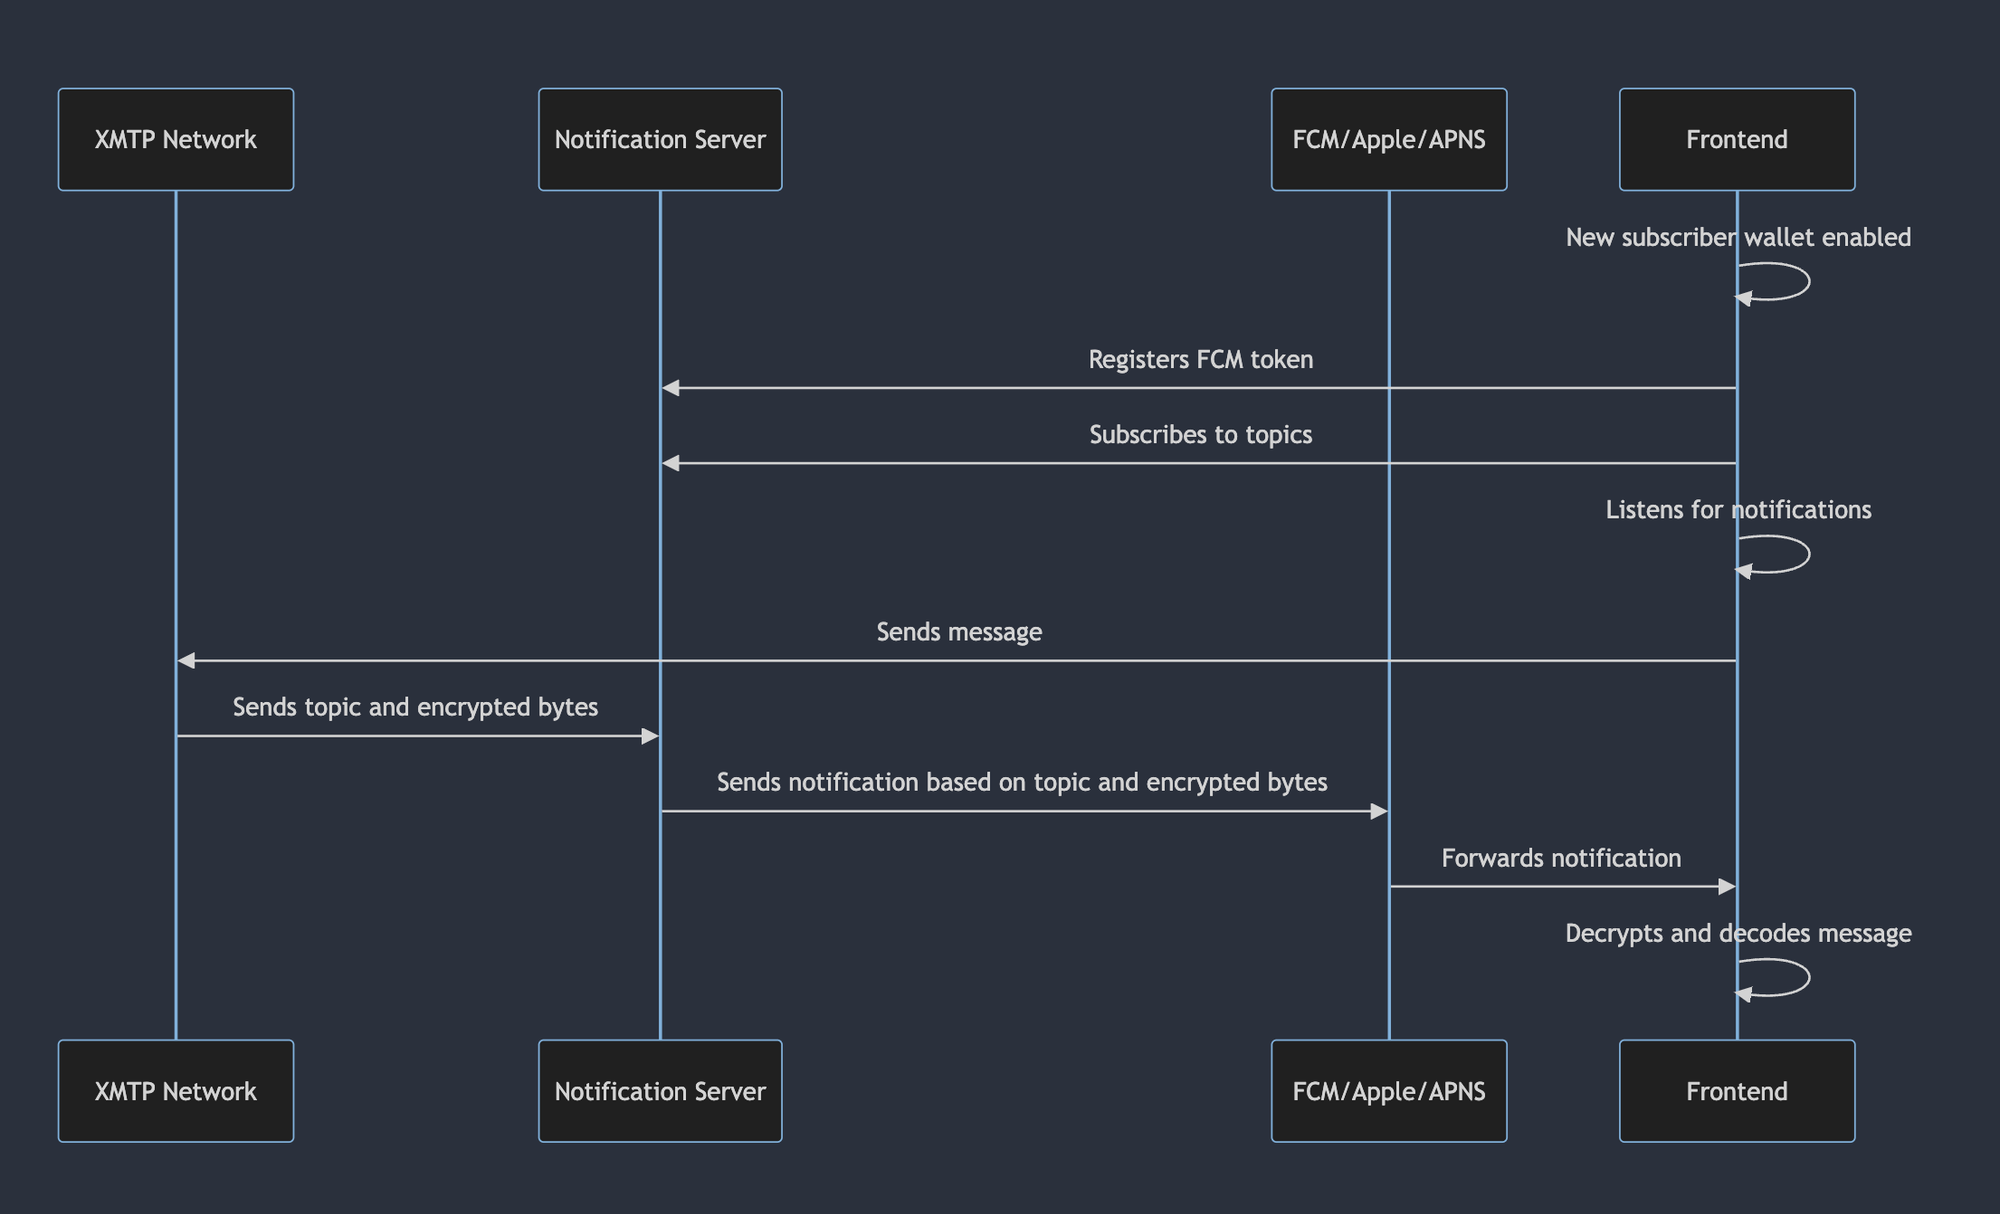 XMTP Network
Notification Server
FCM/Apple/APNS
Frontend
New subscriber wallet enabled
Registers FCM token
Subscribes to topics
Listens for notifications
Sends message
Sends topic and encrypted bytes
Sends notification based on topic and encrypted bytes
Forwards notification
Decrypts and decodes message
XMTP Network
Notification Server
FCM/Apple/APNS
Frontend